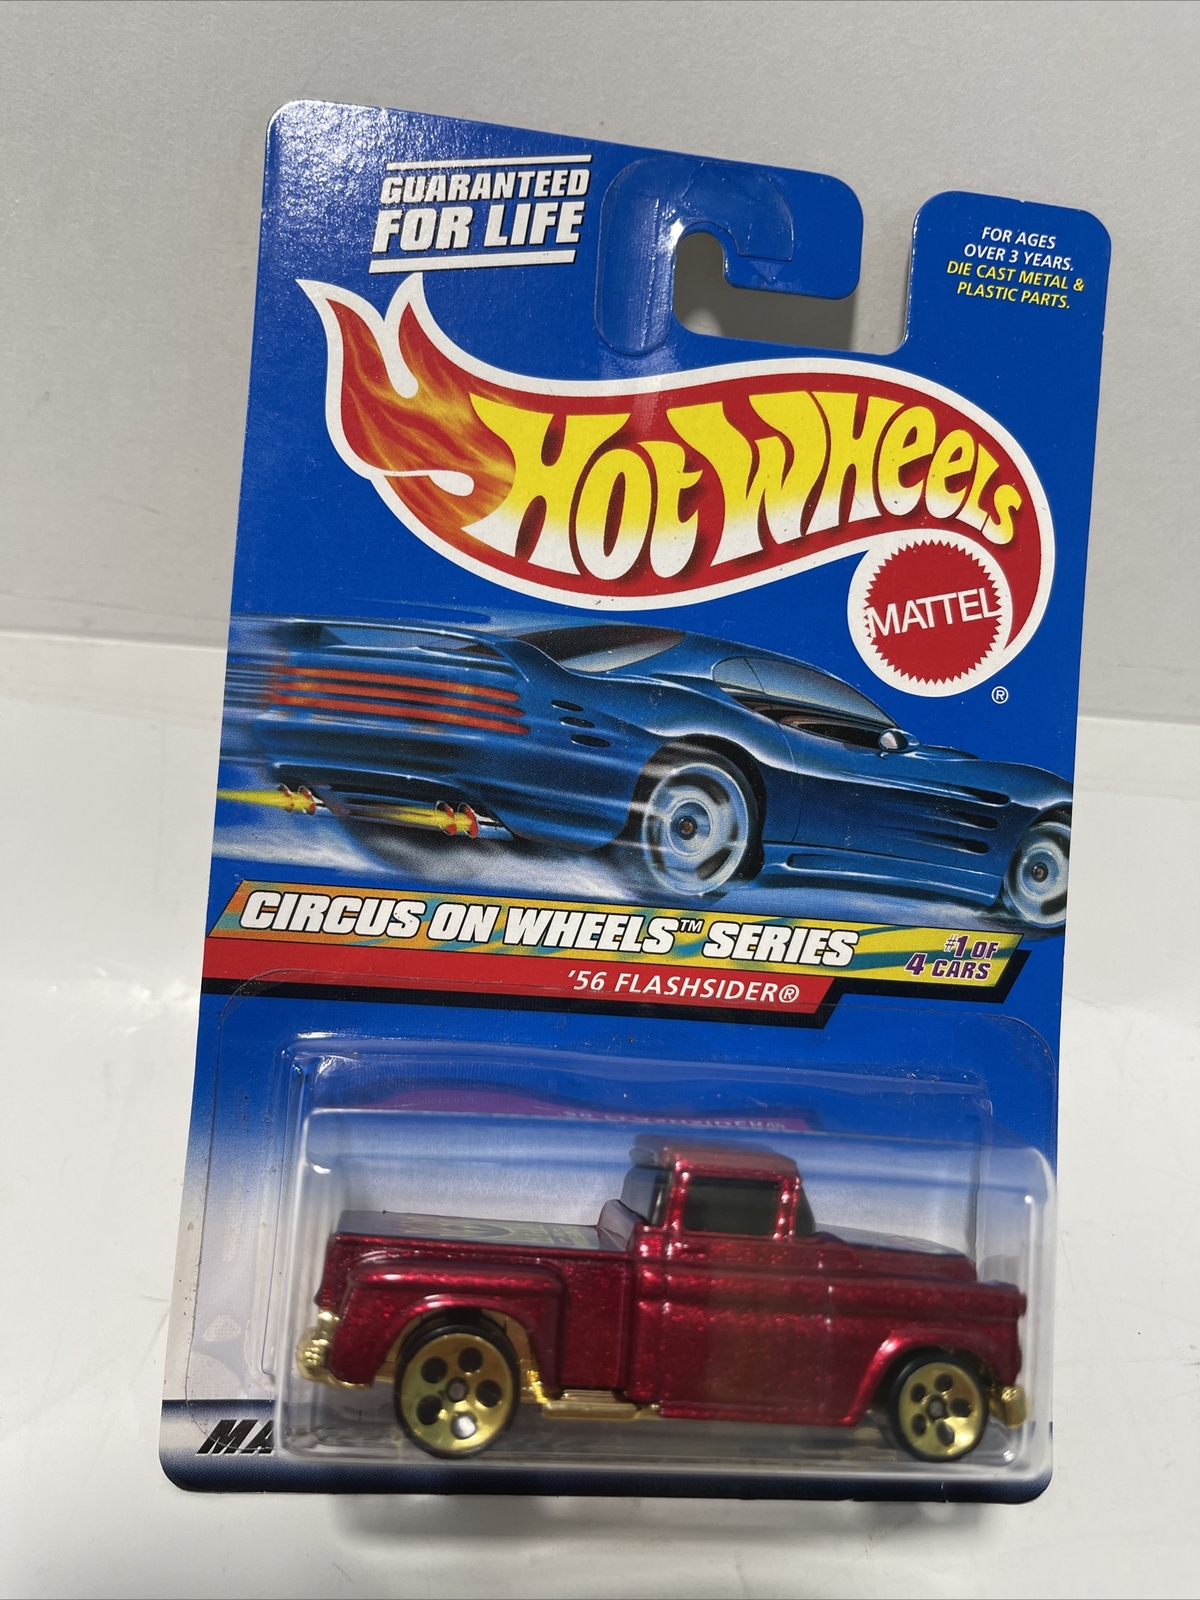 GUARANTEED
FOR LIFE
FOR AGES
OVER 3 YEARS.
DIE CAST METAL &
PLASTIC PARTS.
HOT WHEELS
MATTEL
®
CIRCUS ON WHEELS™ SERIES
#1 OF
4 CARS
'56 FLASHSIDER®
MA